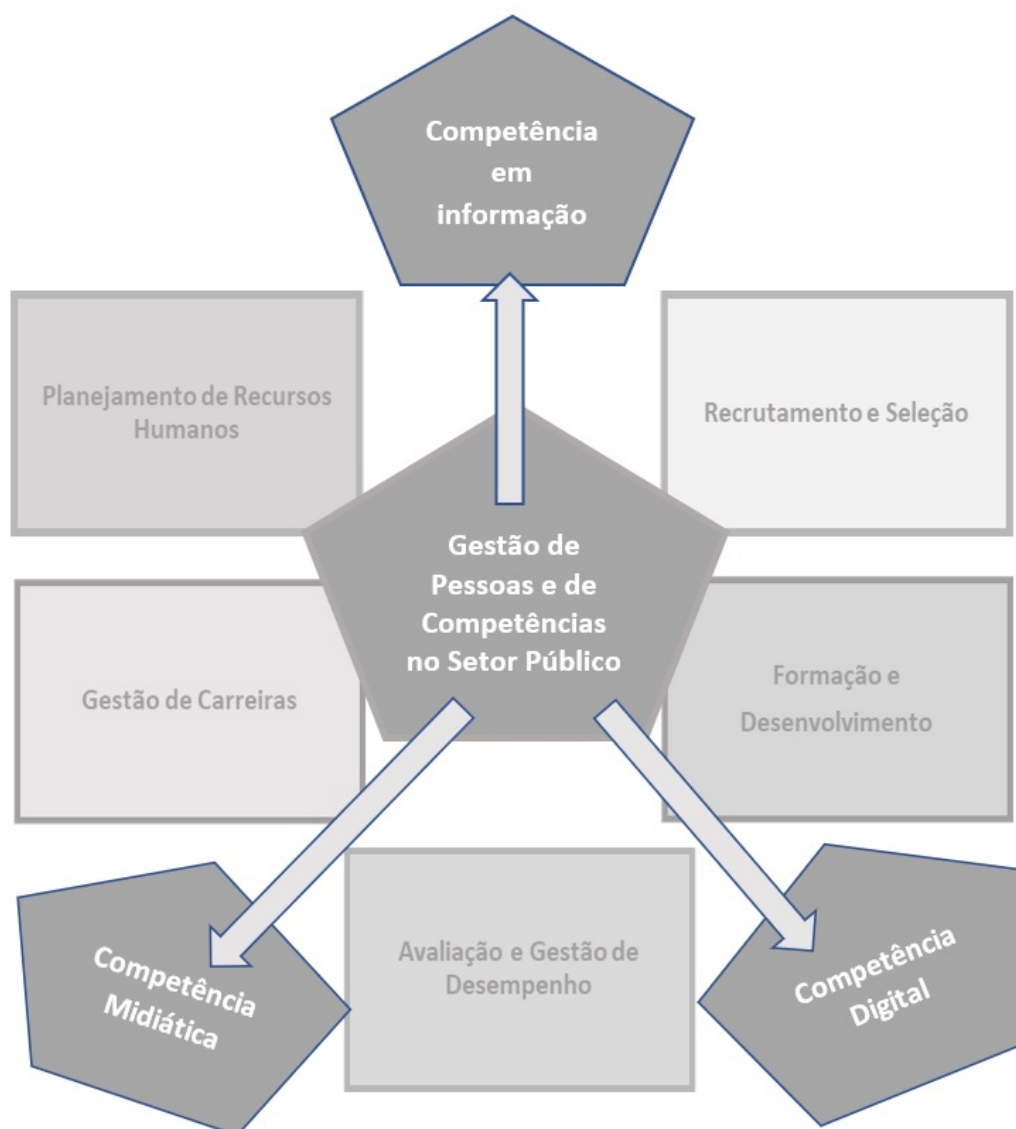 Competência
em
informação
Planejamento de Recursos
Humanos
Recrutamento e Seleção
Gestão de
Pessoas e de
Competências
no Setor Público
Gestão de Carreiras
Formação e
Desenvolvimento
Competência
Midiática
Avaliação e Gestão de
Desempenho
Competência
Digital